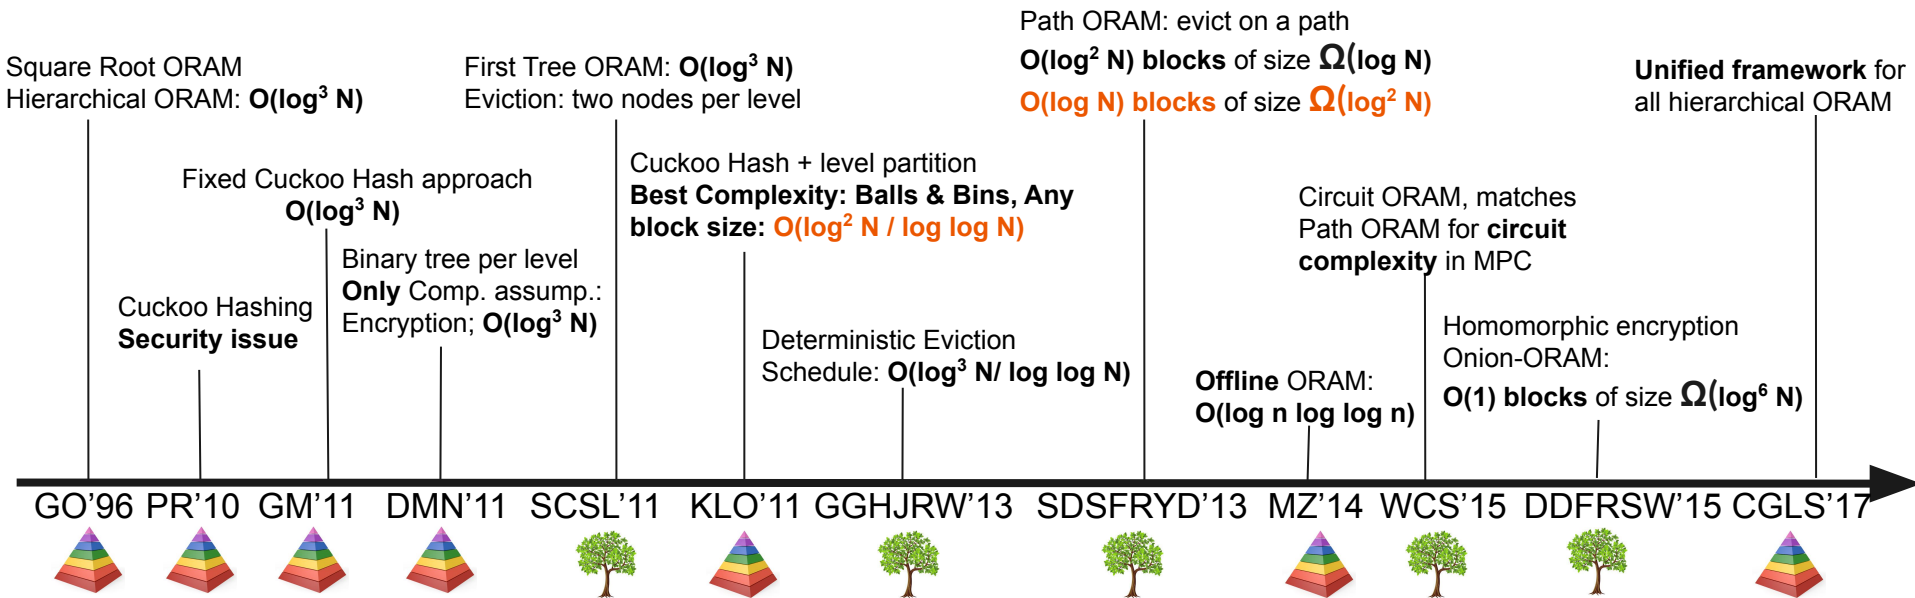 Square Root ORAM
Hierarchical ORAM: O(log³ N)
Cuckoo Hashing
Security issue
Fixed Cuckoo Hash approach
O(log³ N)
Binary tree per level
Only Comp. assump.:
Encryption; O(log³ N)
First Tree ORAM: O(log³ N)
Eviction: two nodes per level
Cuckoo Hash + level partition
Best Complexity: Balls & Bins, Any
block size: O(log² N / log log N)
Deterministic Eviction
Schedule: O(log³ N/ log log N)
Path ORAM: evict on a path
O(log² N) blocks of size Ω(log N)
O(log N) blocks of size Ω(log² N)
Offline ORAM:
O(log n log log n)
Circuit ORAM, matches
Path ORAM for circuit
complexity in MPC
Homomorphic encryption
Onion-ORAM:
O(1) blocks of size Ω(log⁶ N)
Unified framework for
all hierarchical ORAM
GO'96 PR'10 GM'11 DMN'11 SCSL'11 KLO'11 GGHJRW'13 SDSFRYD'13 MZ'14 WCS'15 DDFRSW'15 CGLS'17